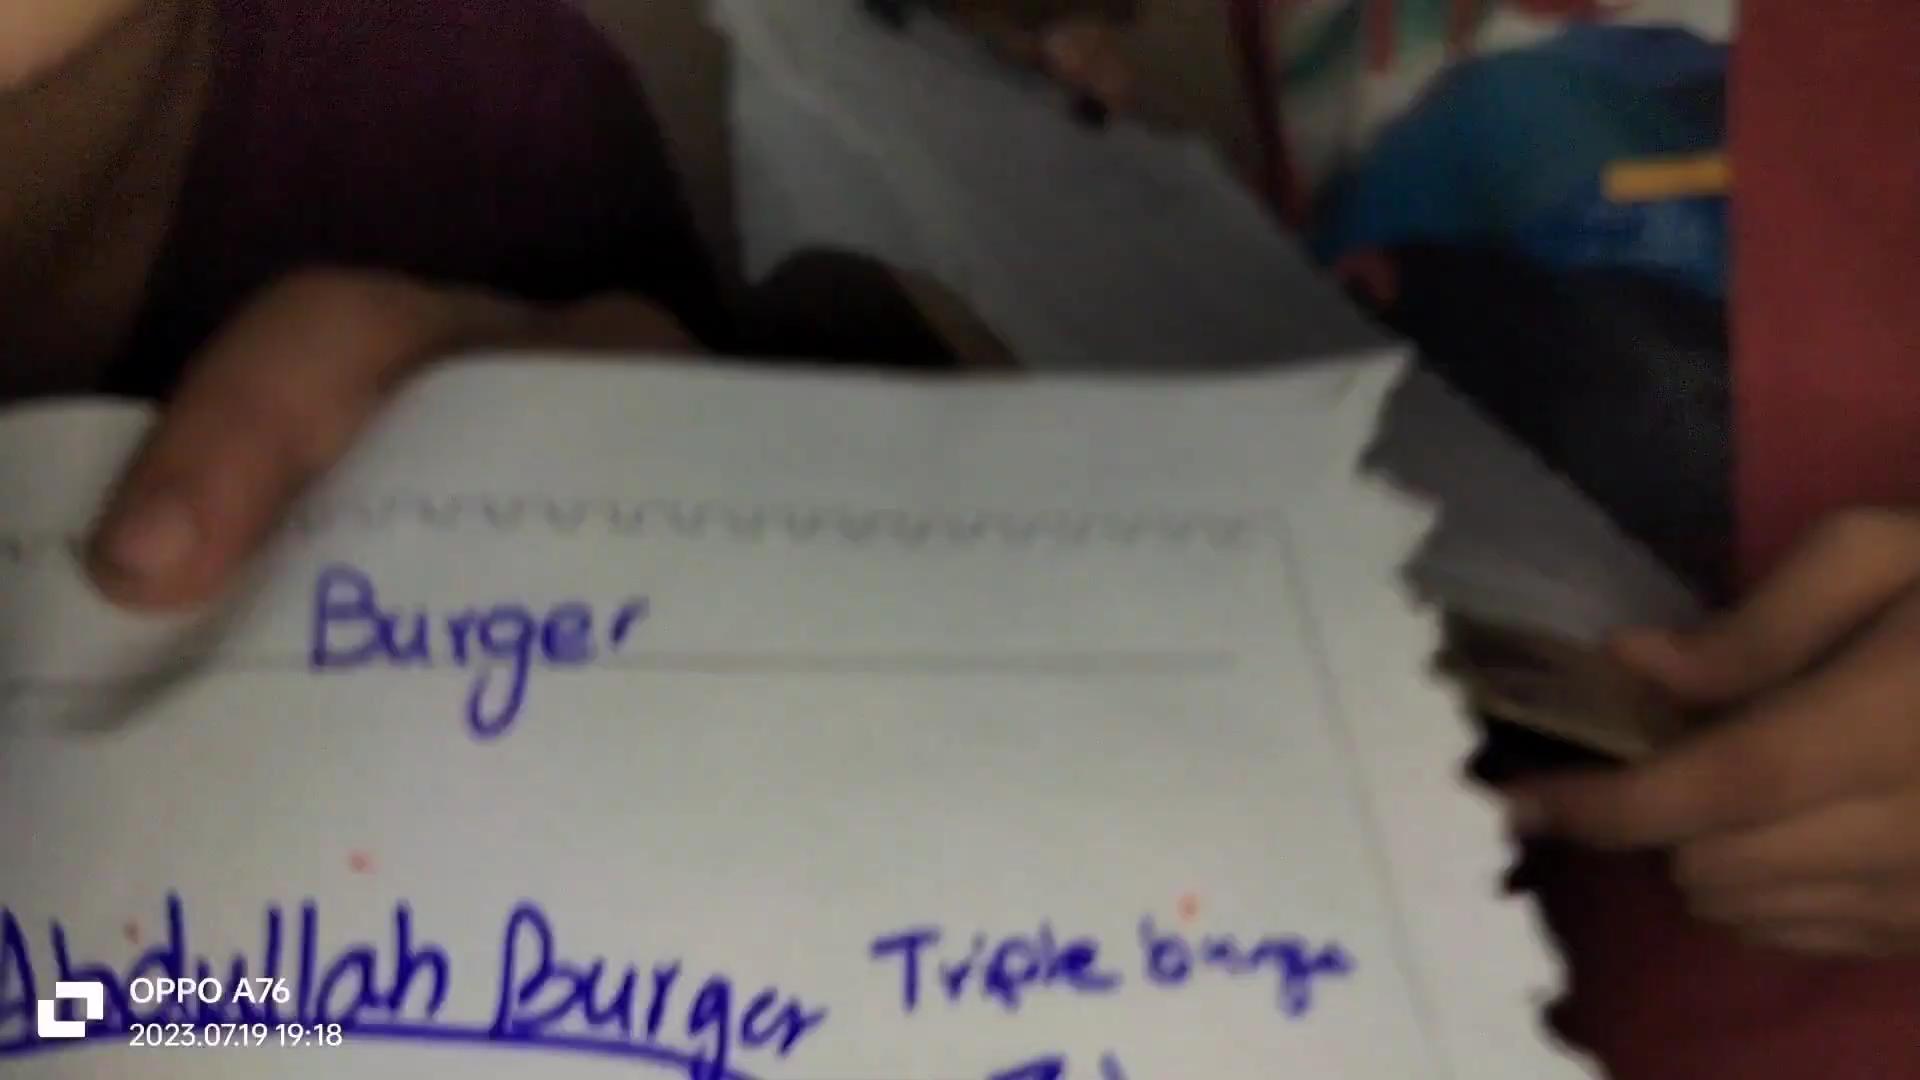 Burger
Abdullah Burger
Triple burger
OPPO A76
2023.07.19 19:18